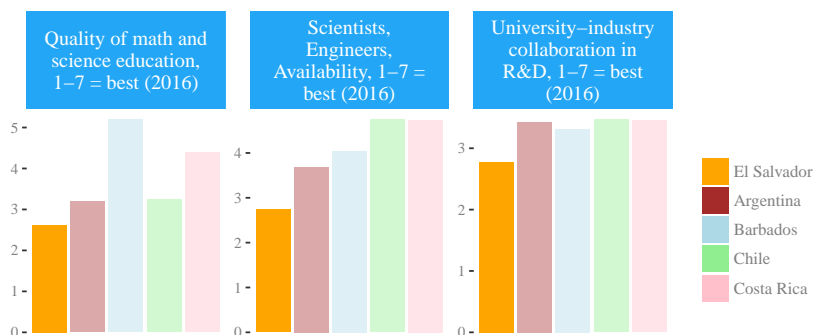 Quality of math and
science education,
1−7 = best (2016)
Scientists,
Engineers,
Availability, 1−7 =
best (2016)
University−industry
collaboration in
R&D, 1−7 = best
(2016)
5
4
3
2
1
0
4
3
2
1
0
3
2
1
0
El Salvador
Argentina
Barbados
Chile
Costa Rica